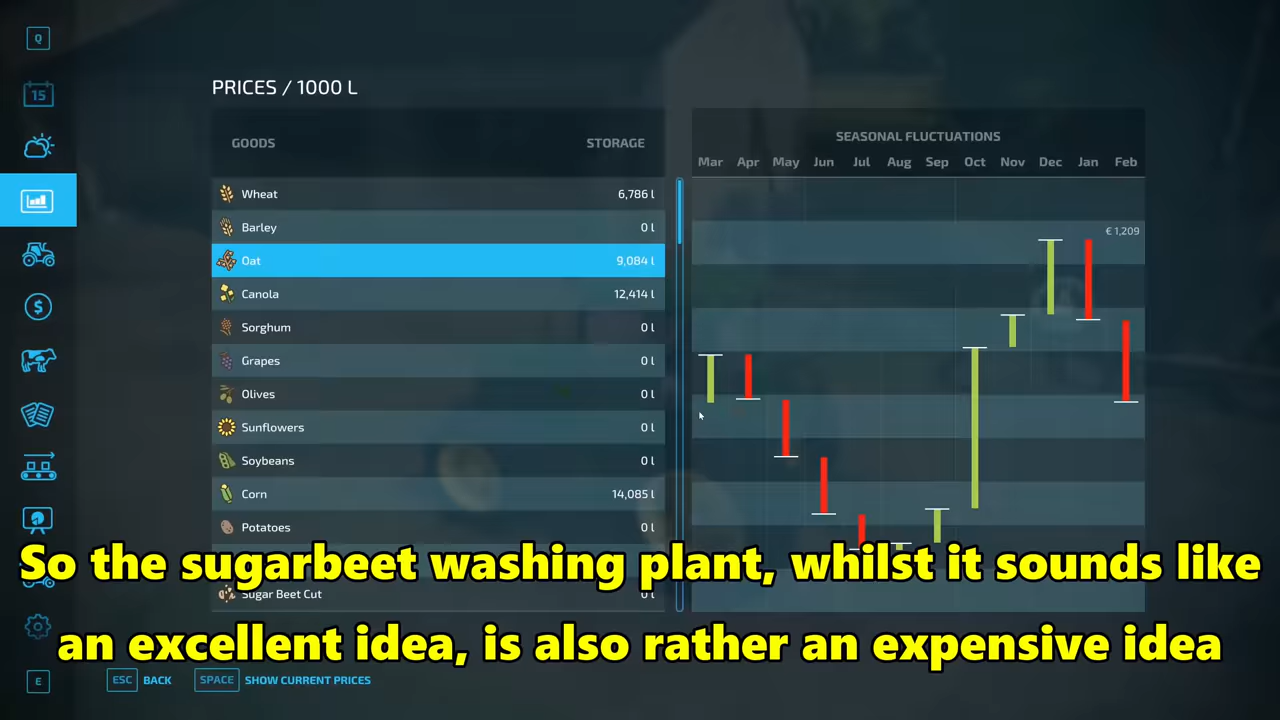 Q
15
PRICES / 1000 L
GOODS STORAGE
SEASONAL FLUCTUATIONS
Mar Apr May Jun Jul Aug Sep Oct Nov Dec Jan Feb
€ 1,209
Wheat 6,786 l
Barley 0 l
Oat 9,084 l
Canola 12,414 l
Sorghum 0 l
Grapes 0 l
Olives 0 l
Sunflowers 0 l
Soybeans 0 l
Corn 14,085 l
Potatoes 0 l
So the sugarbeet washing plant, whilst it sounds like
Sugar Beet Cut 0 l
an excellent idea, is also rather an expensive idea
E
ESC BACK SPACE SHOW CURRENT PRICES